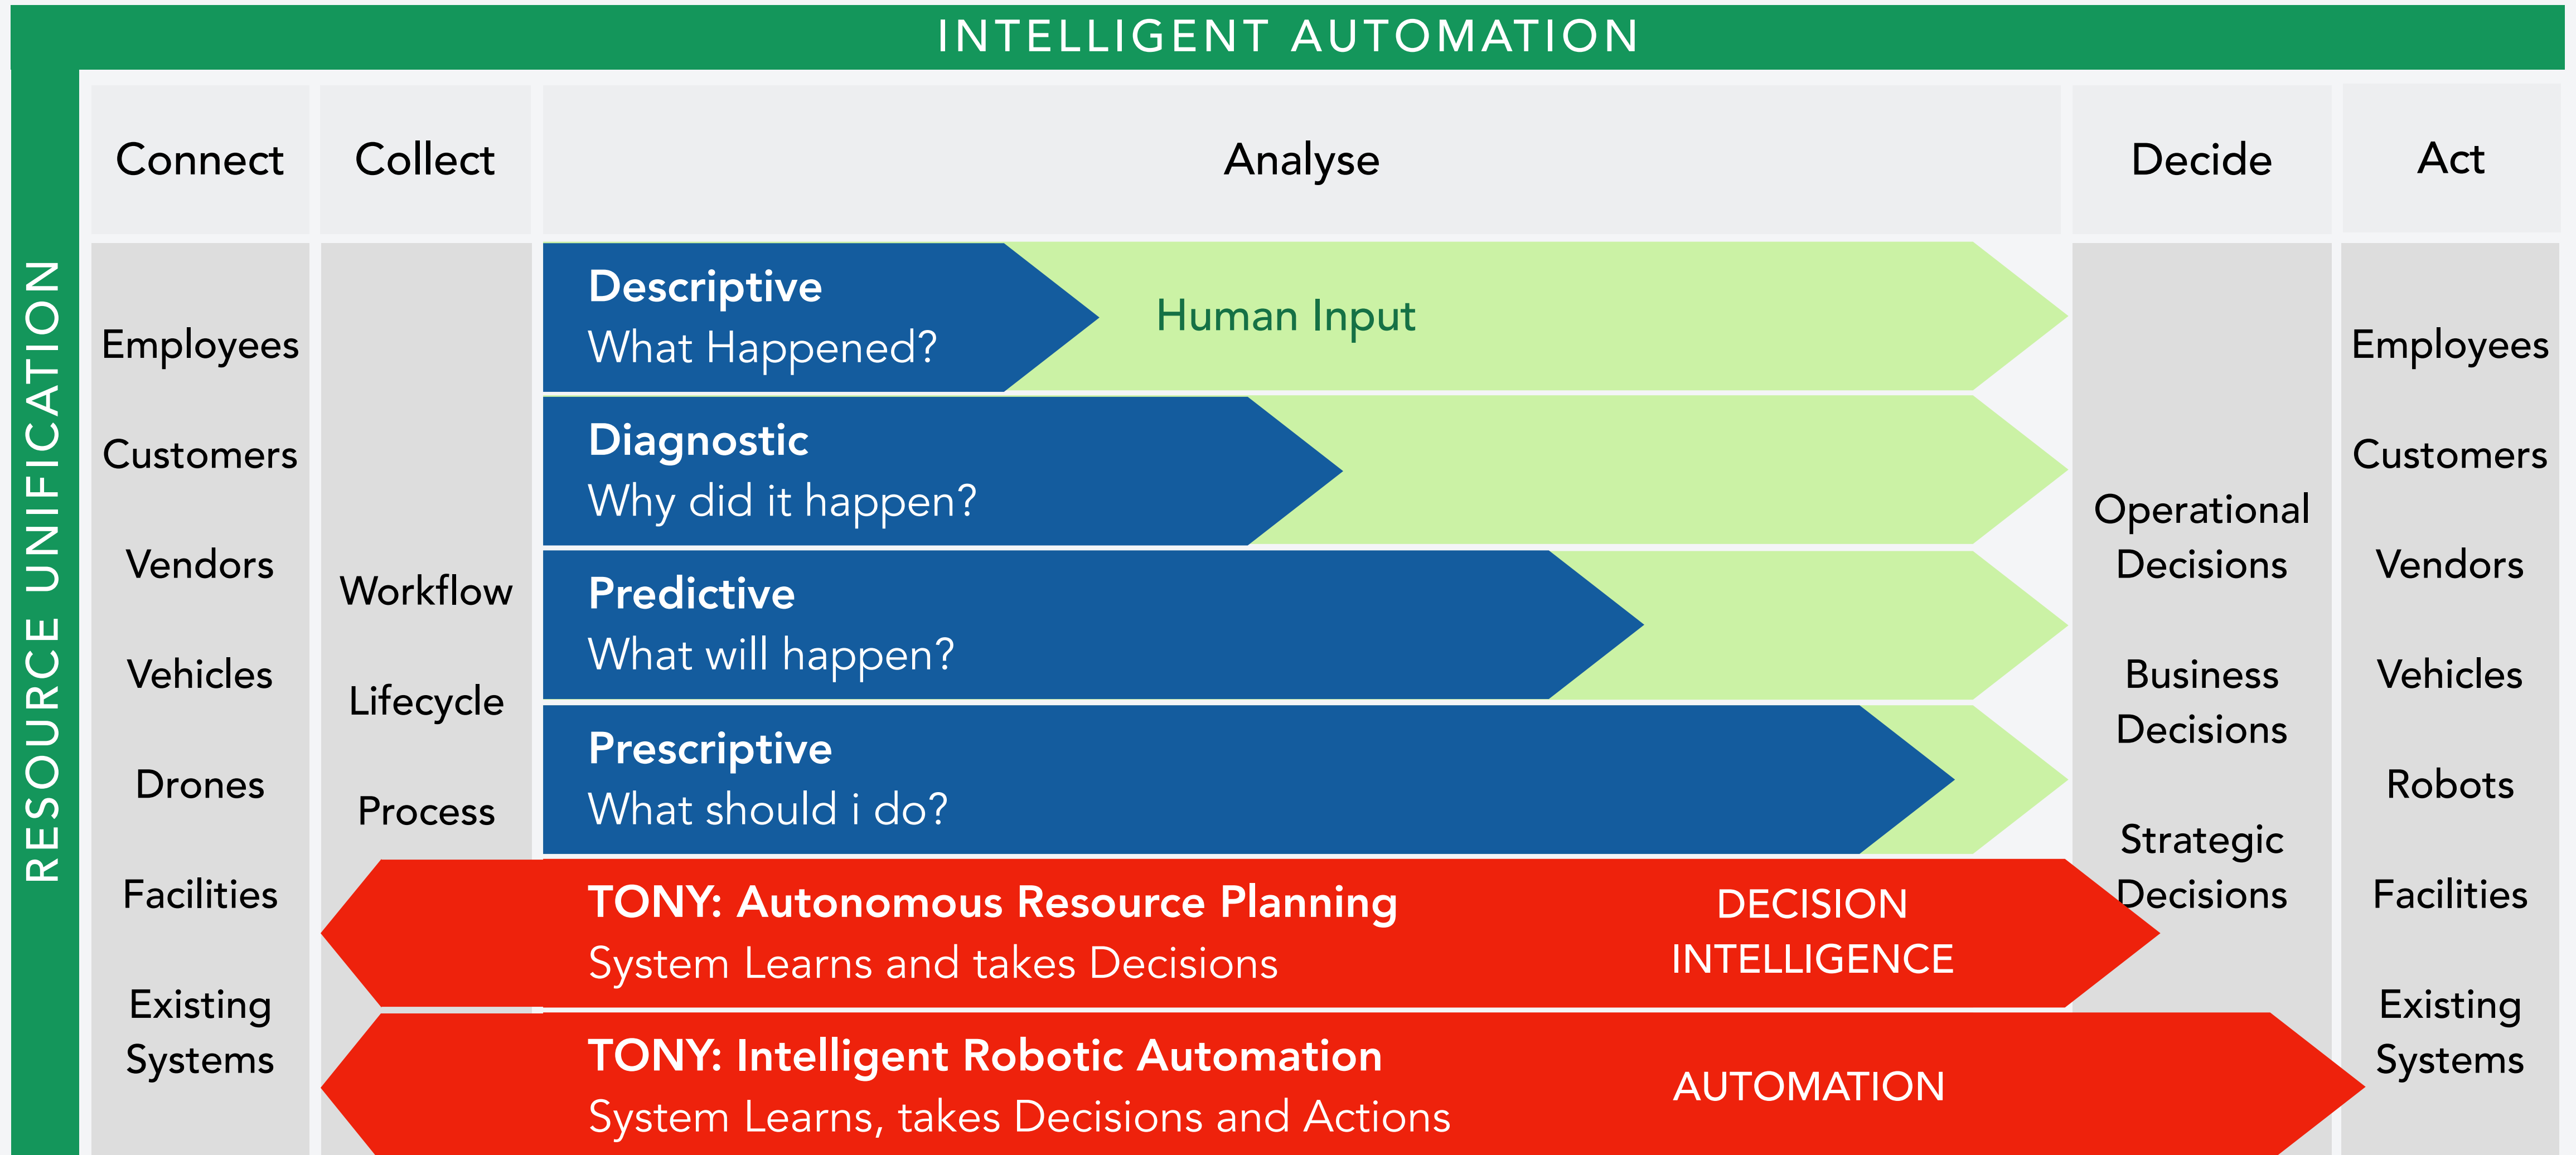 INTELLIGENT AUTOMATION
RESOURCE UNIFICATION
Connect
Collect
Analyse
Decide
Act
Employees
Customers
Vendors
Vehicles
Drones
Facilities
Existing
Systems
Workflow
Lifecycle
Process
Descriptive
What Happened?
Human Input
Diagnostic
Why did it happen?
Predictive
What will happen?
Prescriptive
What should i do?
TONY: Autonomous Resource Planning
System Learns and takes Decisions
DECISION
INTELLIGENCE
TONY: Intelligent Robotic Automation
System Learns, takes Decisions and Actions
AUTOMATION
Operational
Decisions
Business
Decisions
Strategic
Decisions
Employees
Customers
Vendors
Vehicles
Robots
Facilities
Existing
Systems